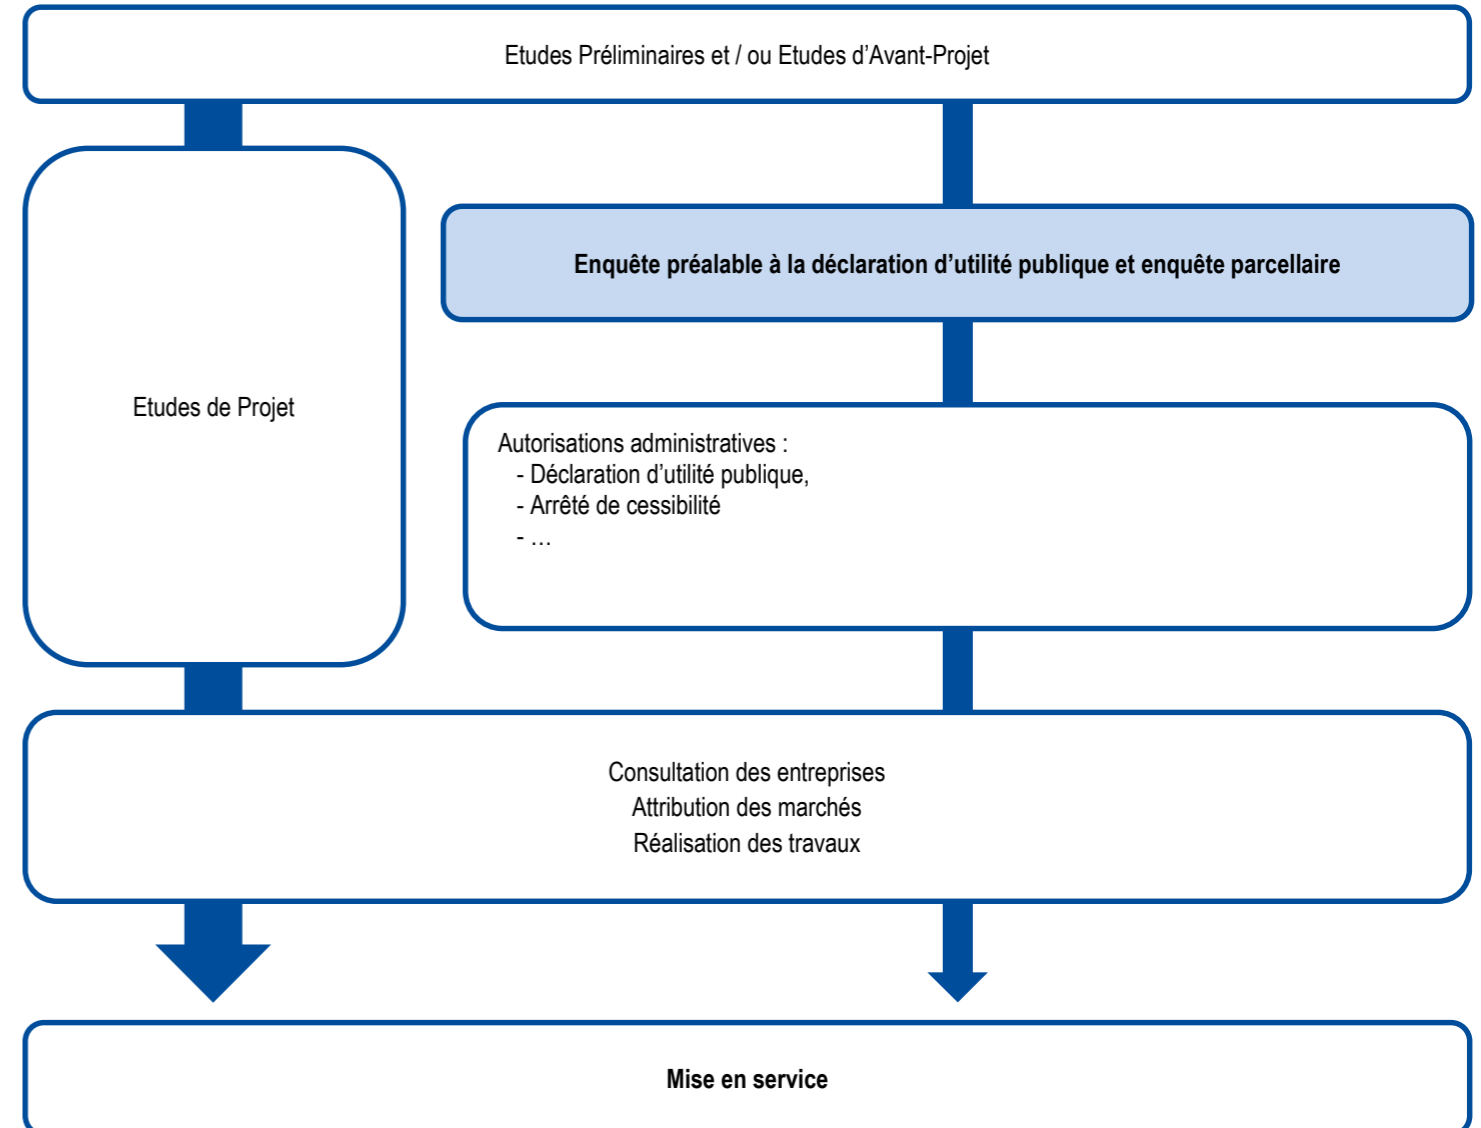 Etudes Préliminaires et / ou Etudes d’Avant-Projet
Enquête préalable à la déclaration d’utilité publique et enquête parcellaire
Etudes de Projet
Autorisations administratives :
- Déclaration d’utilité publique,
- Arrêté de cessibilité
- …
Consultation des entreprises
Attribution des marchés
Réalisation des travaux
Mise en service